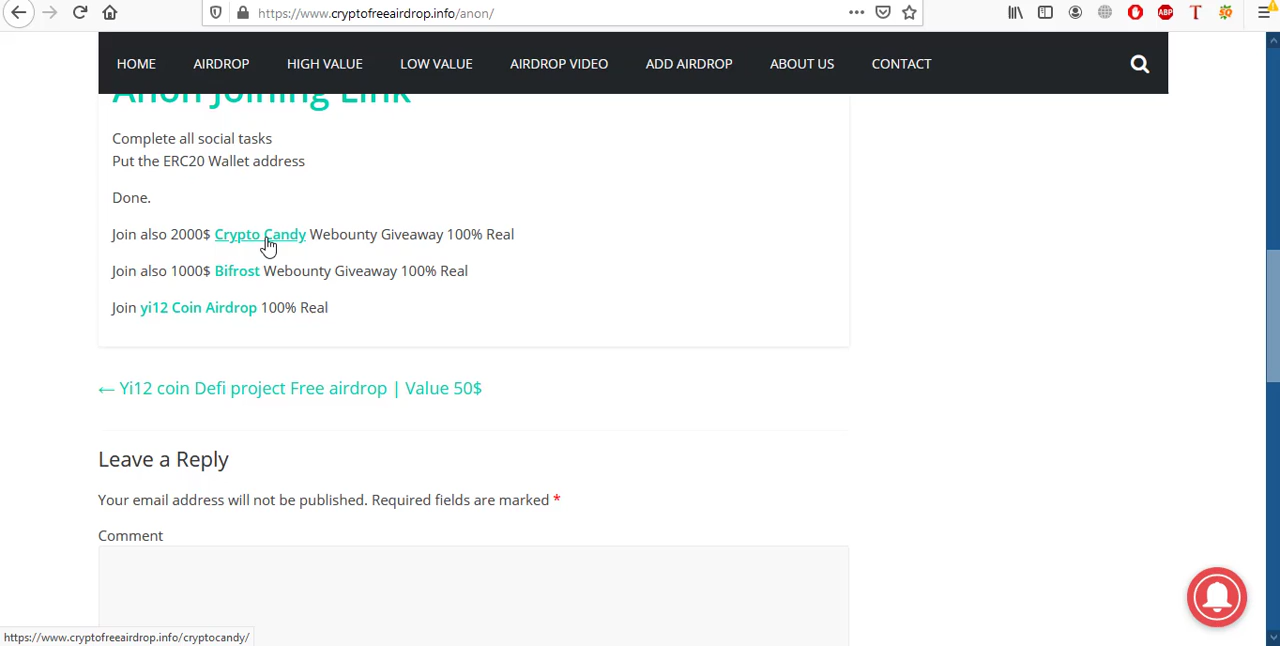 https://www.cryptofreeairdrop.info/anon/
ABP
HOME AIRDROP HIGH VALUE LOW VALUE AIRDROP VIDEO ADD AIRDROP ABOUT US CONTACT
Anon Joining Link
Complete all social tasks
Put the ERC20 Wallet address
Done.
Join also 2000$ Crypto Candy Webounty Giveaway 100% Real
Join also 1000$ Bifrost Webounty Giveaway 100% Real
Join yi12 Coin Airdrop 100% Real
← Yi12 coin Defi project Free airdrop | Value 50$
Leave a Reply
Your email address will not be published. Required fields are marked *
Comment
https://www.cryptofreeairdrop.info/cryptocandy/